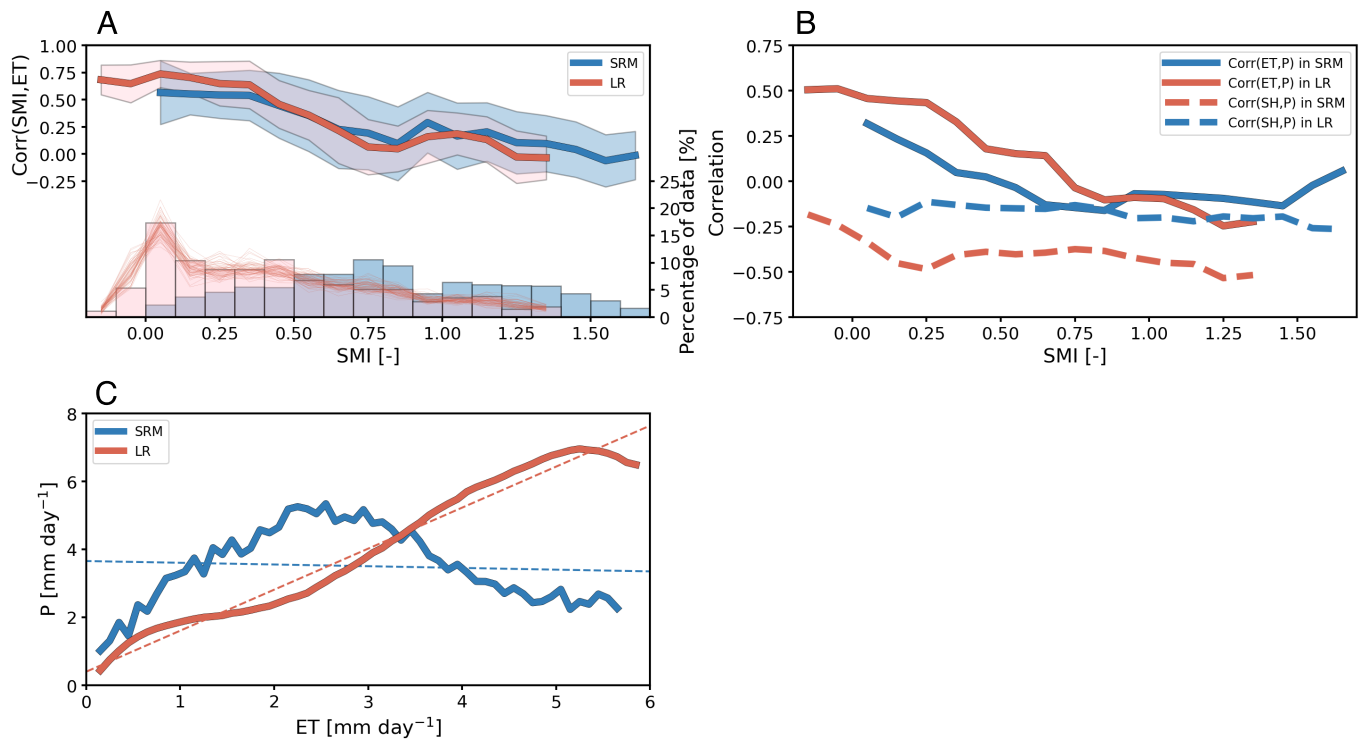 A
1.00
0.75
0.50
0.25
0.00
−0.25
Corr(SMI,ET)
SRM
LR
25
20
15
10
5
0
Percentage of data [%]
0.00 0.25 0.50 0.75 1.00 1.25 1.50
SMI [-]
B
0.75
0.50
0.25
0.00
−0.25
−0.50
−0.75
Correlation
Corr(ET,P) in SRM
Corr(ET,P) in LR
Corr(SH,P) in SRM
Corr(SH,P) in LR
0.00 0.25 0.50 0.75 1.00 1.25 1.50
SMI [-]
C
8
6
4
2
0
P [mm day⁻¹]
SRM
LR
0 1 2 3 4 5 6
ET [mm day⁻¹]